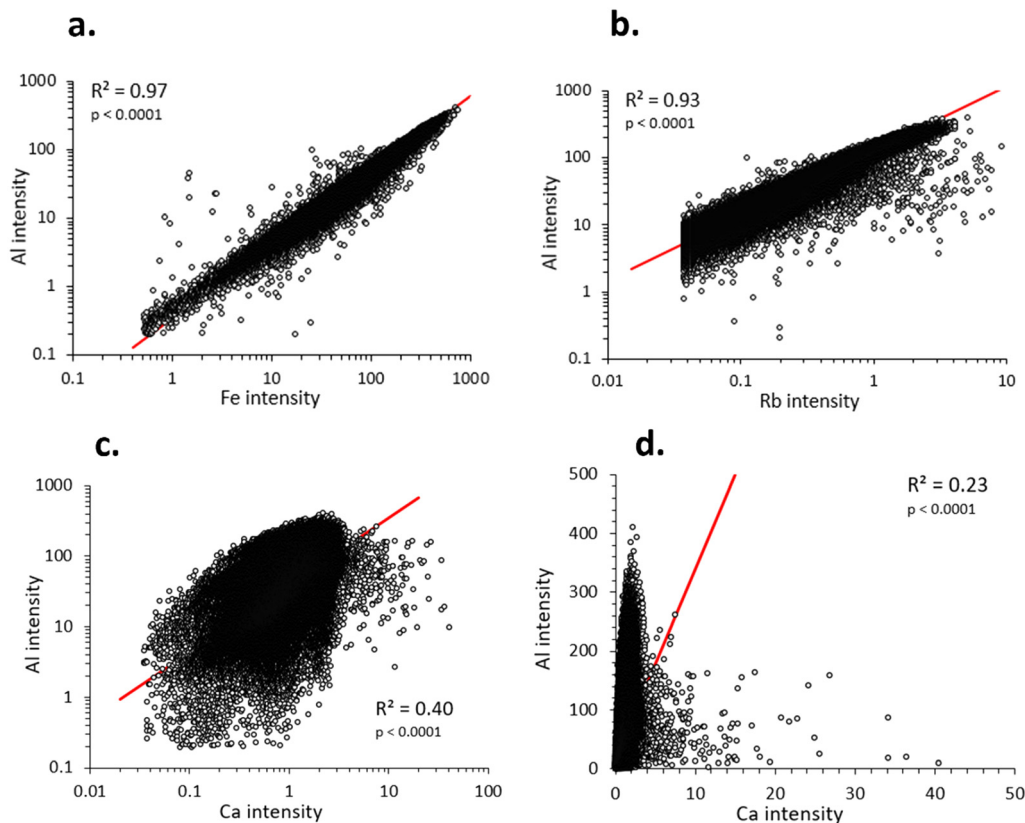 a.
R² = 0.97
p < 0.0001
1000
100
10
1
0.1
Al intensity
0.1 1 10 100 1000
Fe intensity
b.
R² = 0.93
p < 0.0001
1000
100
10
1
0.1
Al intensity
0.01 0.1 1 10
Rb intensity
c.
1000
100
10
1
0.1
Al intensity
R² = 0.40
p < 0.0001
0.01 0.1 1 10 100
Ca intensity
d.
R² = 0.23
p < 0.0001
500
400
300
200
100
0
Al intensity
0 10 20 30 40 50
Ca intensity